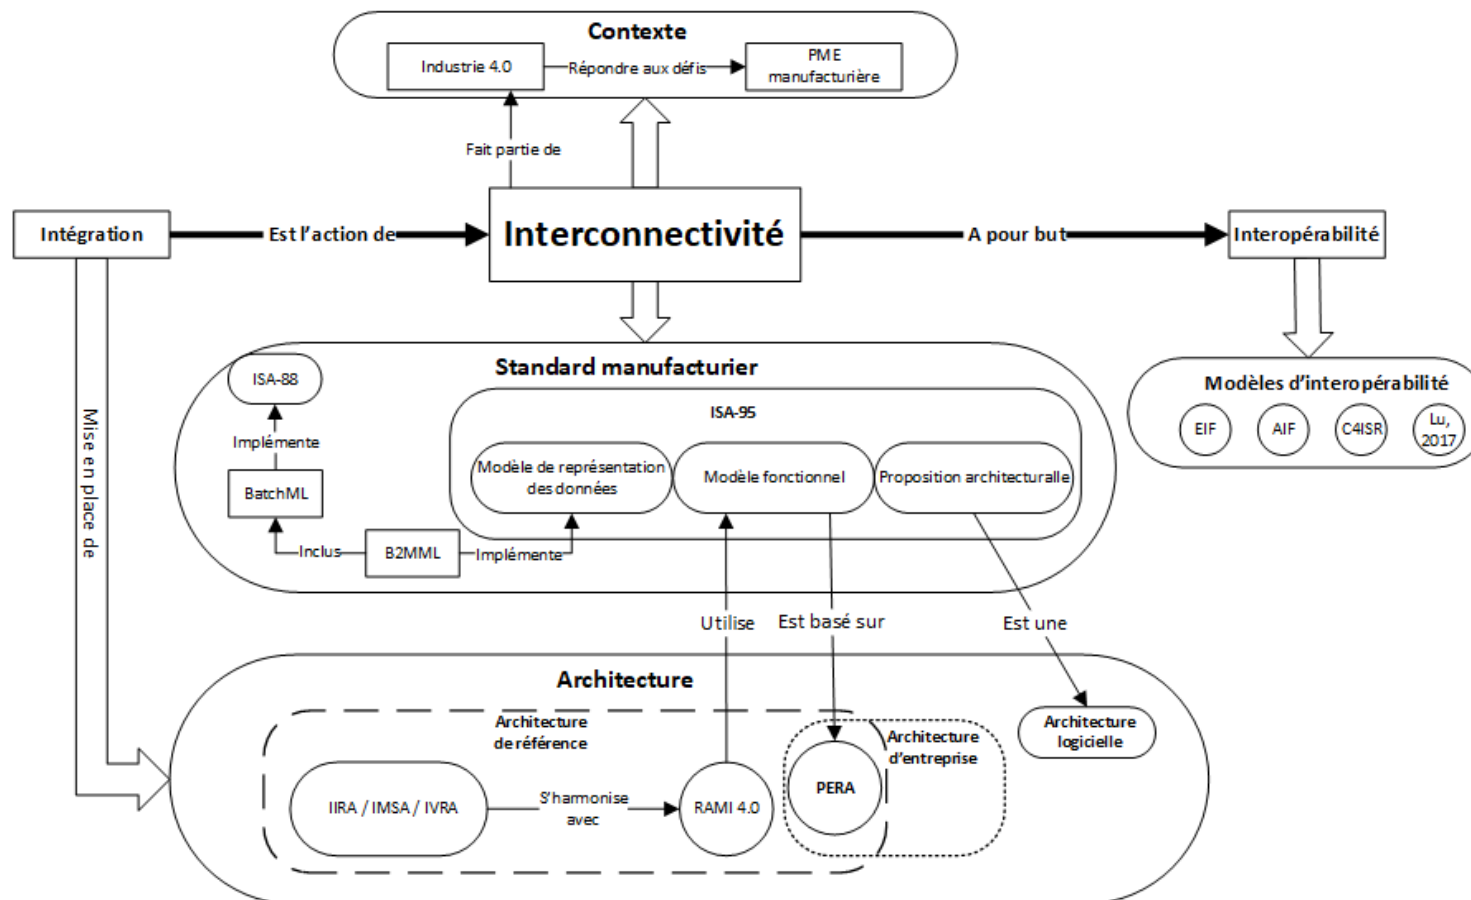 Contexte
Industrie 4.0
Répondre aux défis
PME
manufacturière
Fait partie de
Intégration
Est l’action de
Interconnectivité
A pour but
Interopérabilité
Standard manufacturier
ISA-88
Implémente
BatchML
Inclus
B2MML
Implémente
ISA-95
Modèle de représentation
des données
Modèle fonctionnel
Proposition architecturalle
Modèles d’interopérabilité
EIF
AIF
C4ISR
Lu,
2017
Mise en place de
Utilise
Est basé sur
Est une
Architecture
Architecture
de référence
IIRA / IMSA / IVRA
S’harmonise
avec
RAMI 4.0
PERA
Architecture
d’entreprise
Architecture
logicielle